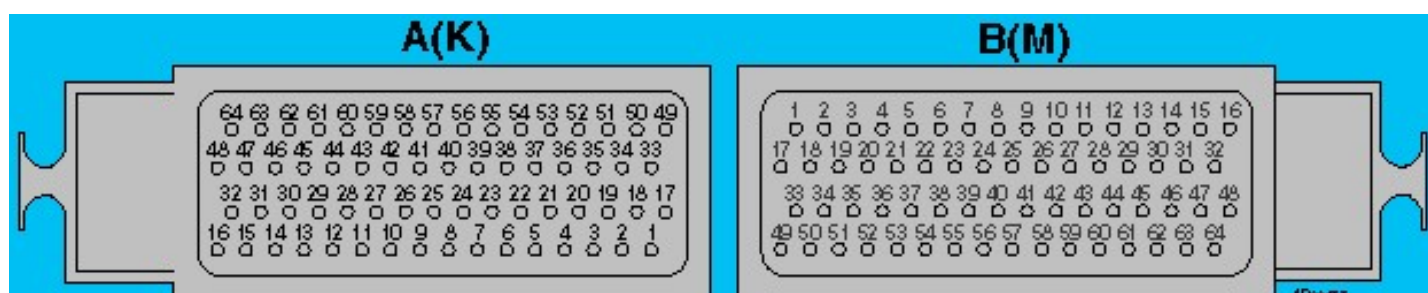 A(K) B(M)
64 63 62 61 60 59 58 57 56 55 54 53 52 51 50 49
48 47 46 45 44 43 42 41 40 39 38 37 36 35 34 33
32 31 30 29 28 27 26 25 24 23 22 21 20 19 18 17
16 15 14 13 12 11 10 9 8 7 6 5 4 3 2 1
1 2 3 4 5 6 7 8 9 10 11 12 13 14 15 16
17 18 19 20 21 22 23 24 25 26 27 28 29 30 31 32
33 34 35 36 37 38 39 40 41 42 43 44 45 46 47 48
49 50 51 52 53 54 55 56 57 58 59 60 61 62 63 64